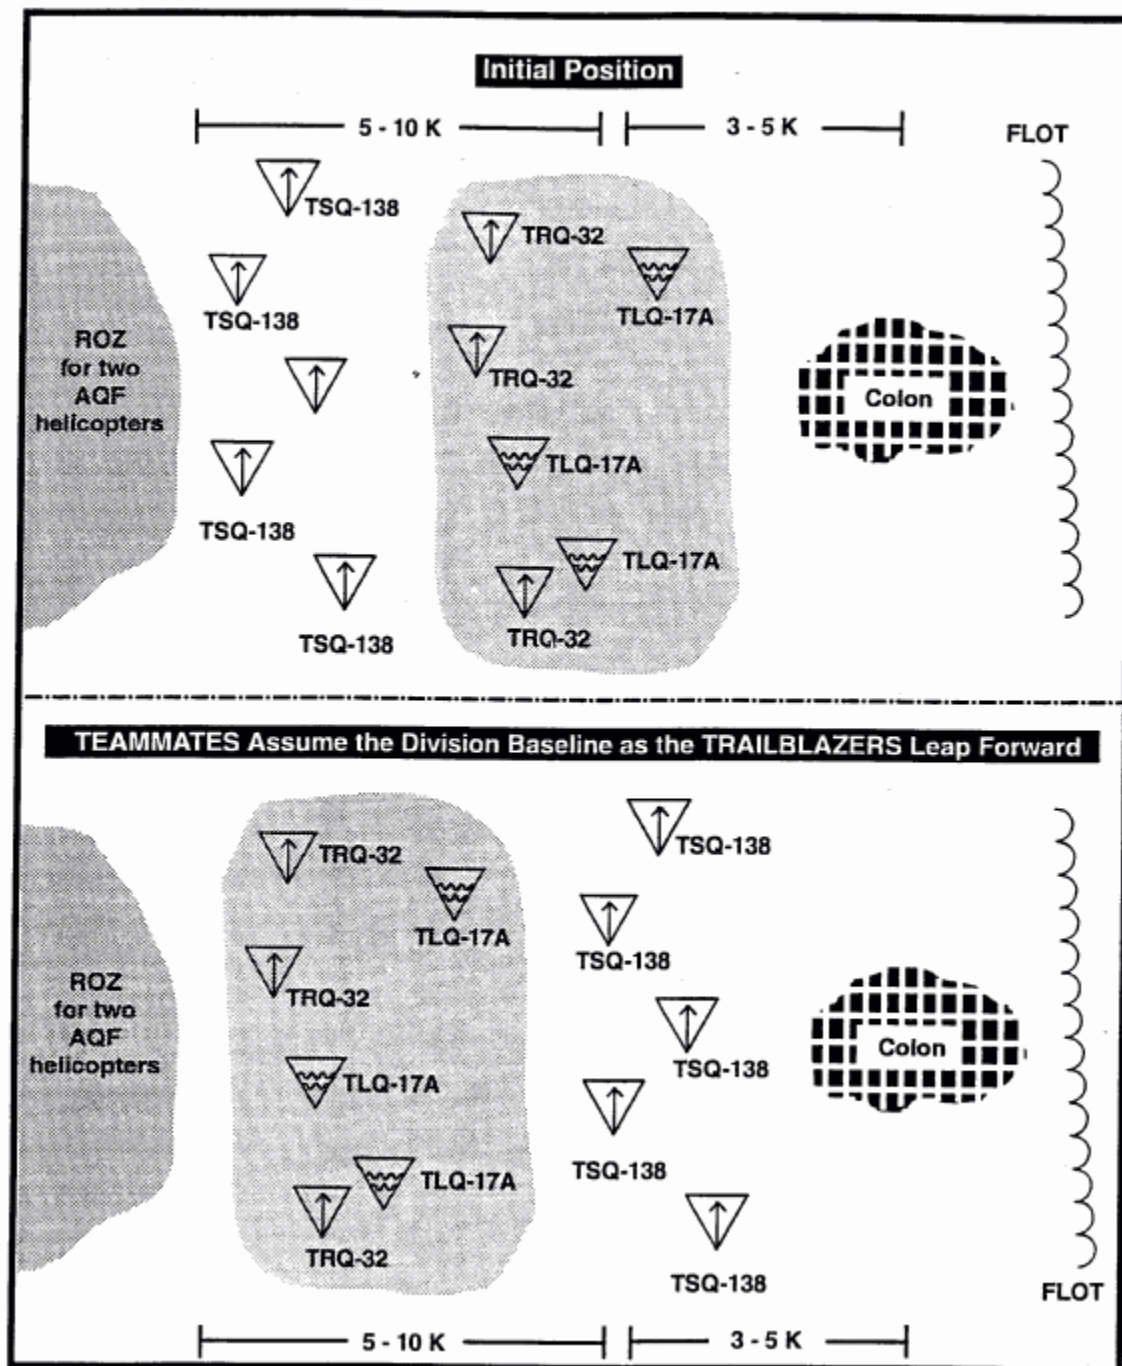 Initial Position
5 - 10 K
3 - 5 K
FLOT
TSQ-138
TRQ-32
TSQ-138
TLQ-17A
ROZ
for two
AQF
helicopters
TRQ-32
Colon
TLQ-17A
TSQ-138
TLQ-17A
TSQ-138
TRQ-32
TEAMMATES Assume the Division Baseline as the TRAILBLAZERS Leap Forward
TSQ-138
TRQ-32
TLQ-17A
TSQ-138
ROZ
for two
AQF
helicopters
TRQ-32
Colon
TSQ-138
TLQ-17A
TSQ-138
TLQ-17A
TRQ-32
TSQ-138
FLOT
5 - 10 K
3 - 5 K